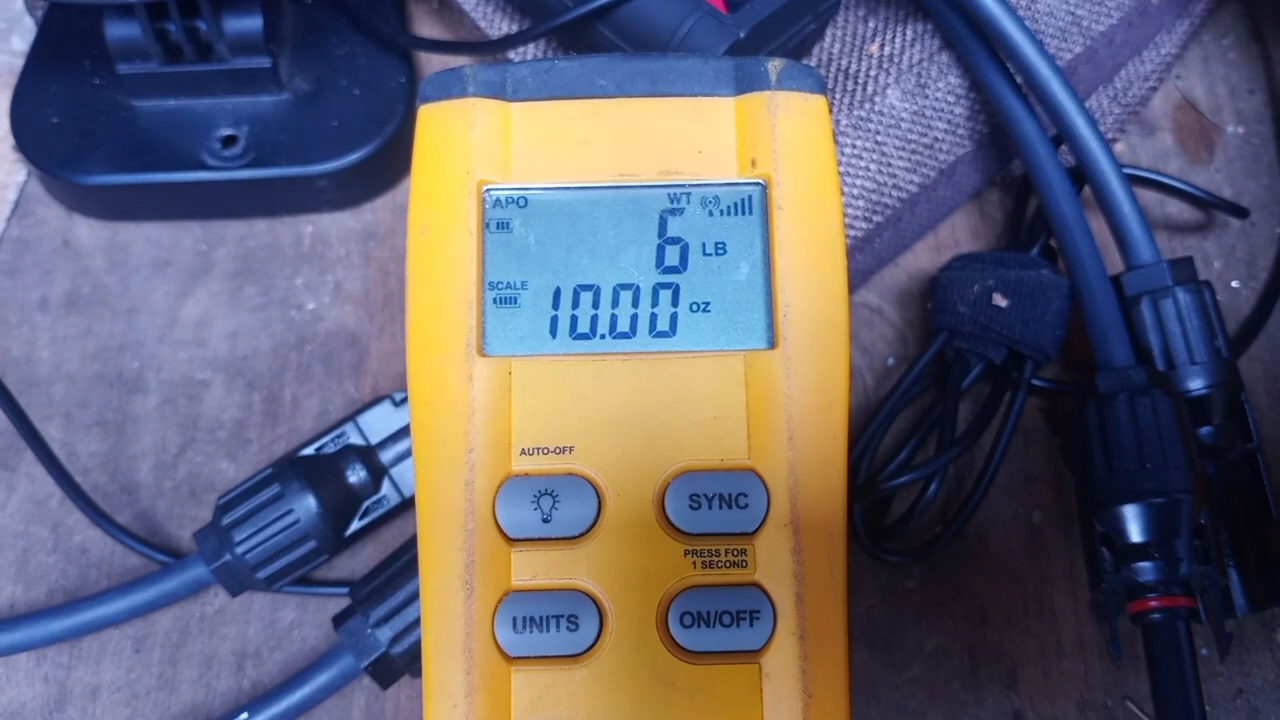 APO WT
6 LB
SCALE
10.00 oz
AUTO-OFF
SYNC
PRESS FOR
1 SECOND
UNITS
ON/OFF